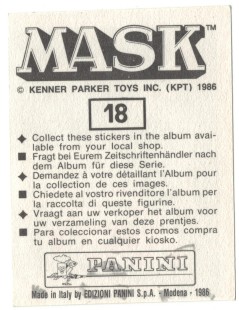 MASK™
© KENNER PARKER TOYS INC. (KPT) 1986
18
◆ Collect these stickers in the album avai-
lable from your local shop.
■ Fragt bei Eurem Zeitschriftenhändler nach
dem Album für diese Serie.
◆ Demandez à votre détaillant l'Album pour
la collection de ces images.
■ Chiedete al vostro rivenditore l'album per
la raccolta di queste figurine.
◆ Vraagt aan uw verkoper het album voor
uw verzameling van deze prentjes.
■ Para coleccionar estos cromos compra
tu album en cualquier kiosko.
PANINI
Made in Italy by EDIZIONI PANINI S.p.A. - Modena - 1986